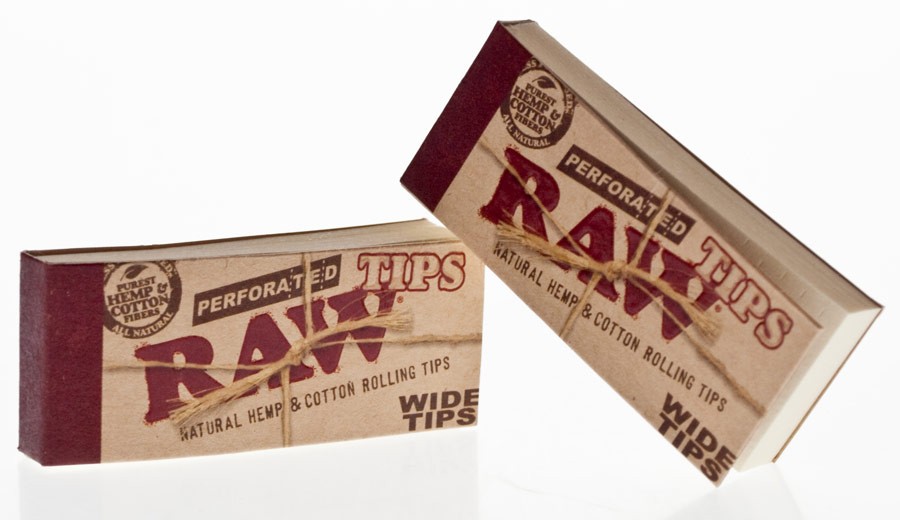 PUREST
HEMP &
COTTON
FIBERS
ALL NATURAL
PERFORATED
TIPS
RAW®
NATURAL HEMP & COTTON ROLLING TIPS
WIDE
TIPS
PUREST
HEMP &
COTTON
FIBERS
ALL NATURAL
PERFORATED
TIPS
RAW®
NATURAL HEMP & COTTON ROLLING TIPS
WIDE
TIPS